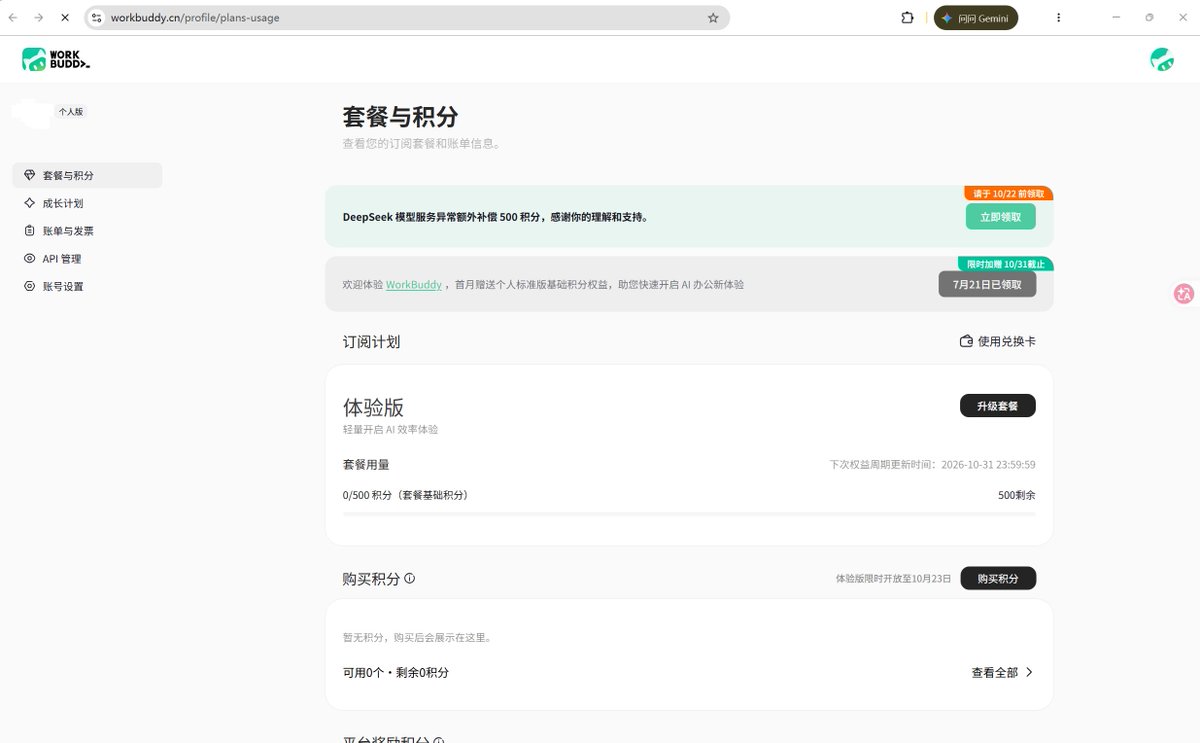 workbuddy.cn/profile/plans-usage
问问 Gemini
WORK
BUDD>_
个人版
套餐与积分
成长计划
账单与发票
API 管理
账号设置
套餐与积分
查看您的订阅套餐和账单信息。
请于 10/22 前领取
DeepSeek 模型服务异常额外补偿 500 积分，感谢你的理解和支持。
立即领取
限时加赠 10/31截止
欢迎体验 WorkBuddy ，首月赠送个人标准版基础积分权益，助您快速开启 AI 办公新体验
7月21日已领取
订阅计划
使用兑换卡
体验版
升级套餐
轻量开启 AI 效率体验
套餐用量
下次权益周期更新时间：2026-10-31 23:59:59
0/500 积分（套餐基础积分）
500剩余
购买积分
体验版限时开放至10月23日
购买积分
暂无积分，购买后会展示在这里。
可用0个・剩余0积分
查看全部
平台奖励积分